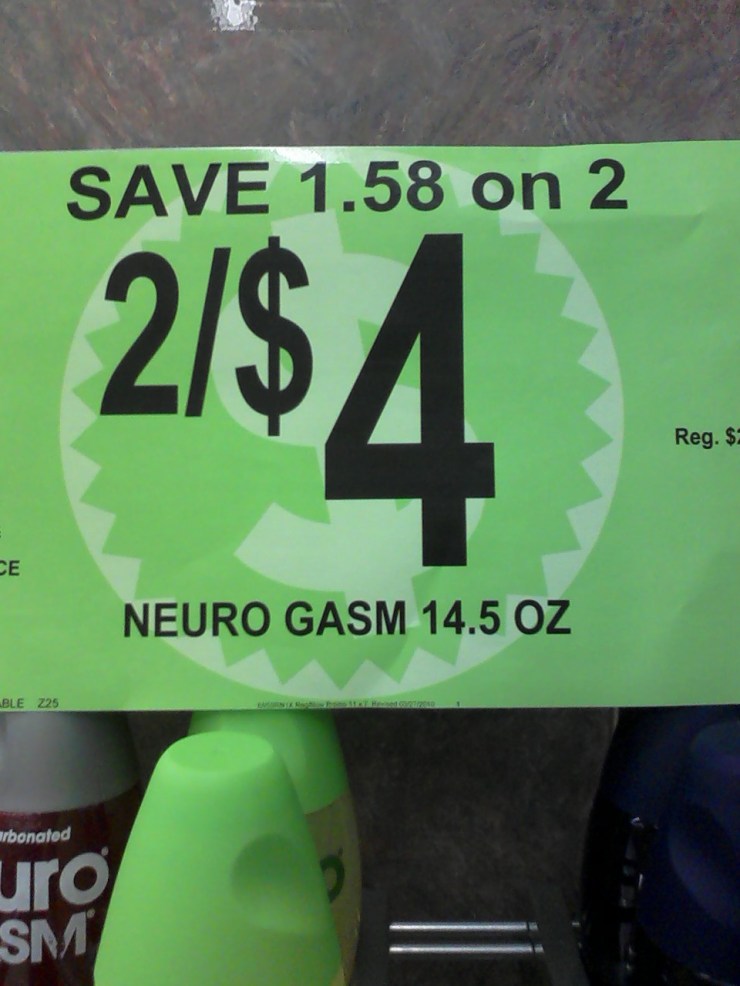 SAVE 1.58 on 2
2/$4
Reg. $2
CE
NEURO GASM 14.5 OZ
ABLE Z25
rbonated
uro
SM